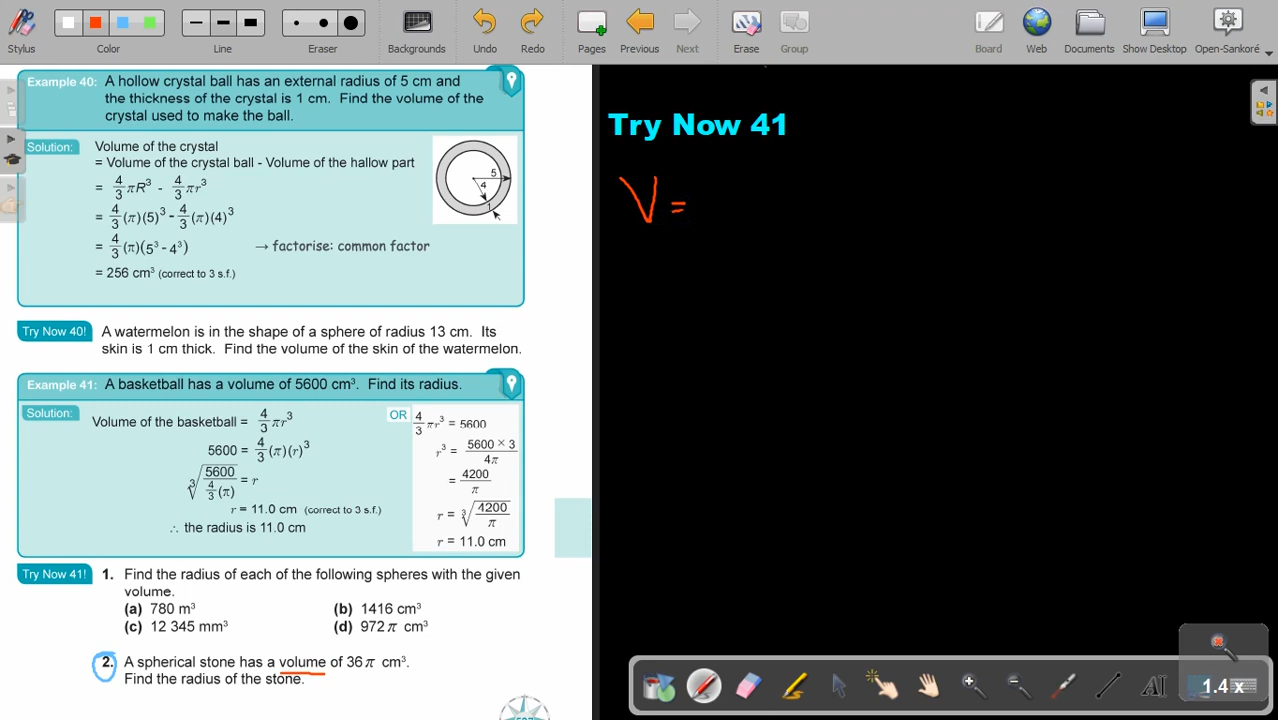 Stylus Color Line Eraser Backgrounds Undo Redo Pages Previous Next Erase Group Board Web Documents Show Desktop Open-Sankoré
Example 40: A hollow crystal ball has an external radius of 5 cm and
the thickness of the crystal is 1 cm. Find the volume of the
crystal used to make the ball.
Solution: Volume of the crystal
= Volume of the crystal ball - Volume of the hallow part
= 4/3 πR³ - 4/3 πr³
= 4/3 (π)(5)³ - 4/3 (π)(4)³
= 4/3 (π)(5³ - 4³) → factorise: common factor
= 256 cm³ (correct to 3 s.f.)
5
4
1
Try Now 40! A watermelon is in the shape of a sphere of radius 13 cm. Its
skin is 1 cm thick. Find the volume of the skin of the watermelon.
Example 41: A basketball has a volume of 5600 cm³. Find its radius.
Solution: Volume of the basketball = 4/3 πr³
5600 = 4/3 (π)(r)³
∛(5600 / (4/3 (π))) = r
r = 11.0 cm (correct to 3 s.f.)
∴ the radius is 11.0 cm
OR 4/3 πr³ = 5600
r³ = 5600 × 3 / 4π
= 4200 / π
r = ∛(4200 / π)
r = 11.0 cm
Try Now 41! 1. Find the radius of each of the following spheres with the given
volume.
(a) 780 m³ (b) 1416 cm³
(c) 12 345 mm³ (d) 972π cm³
2. A spherical stone has a volume of 36π cm³.
Find the radius of the stone.
Try Now 41
V =
1.4 x